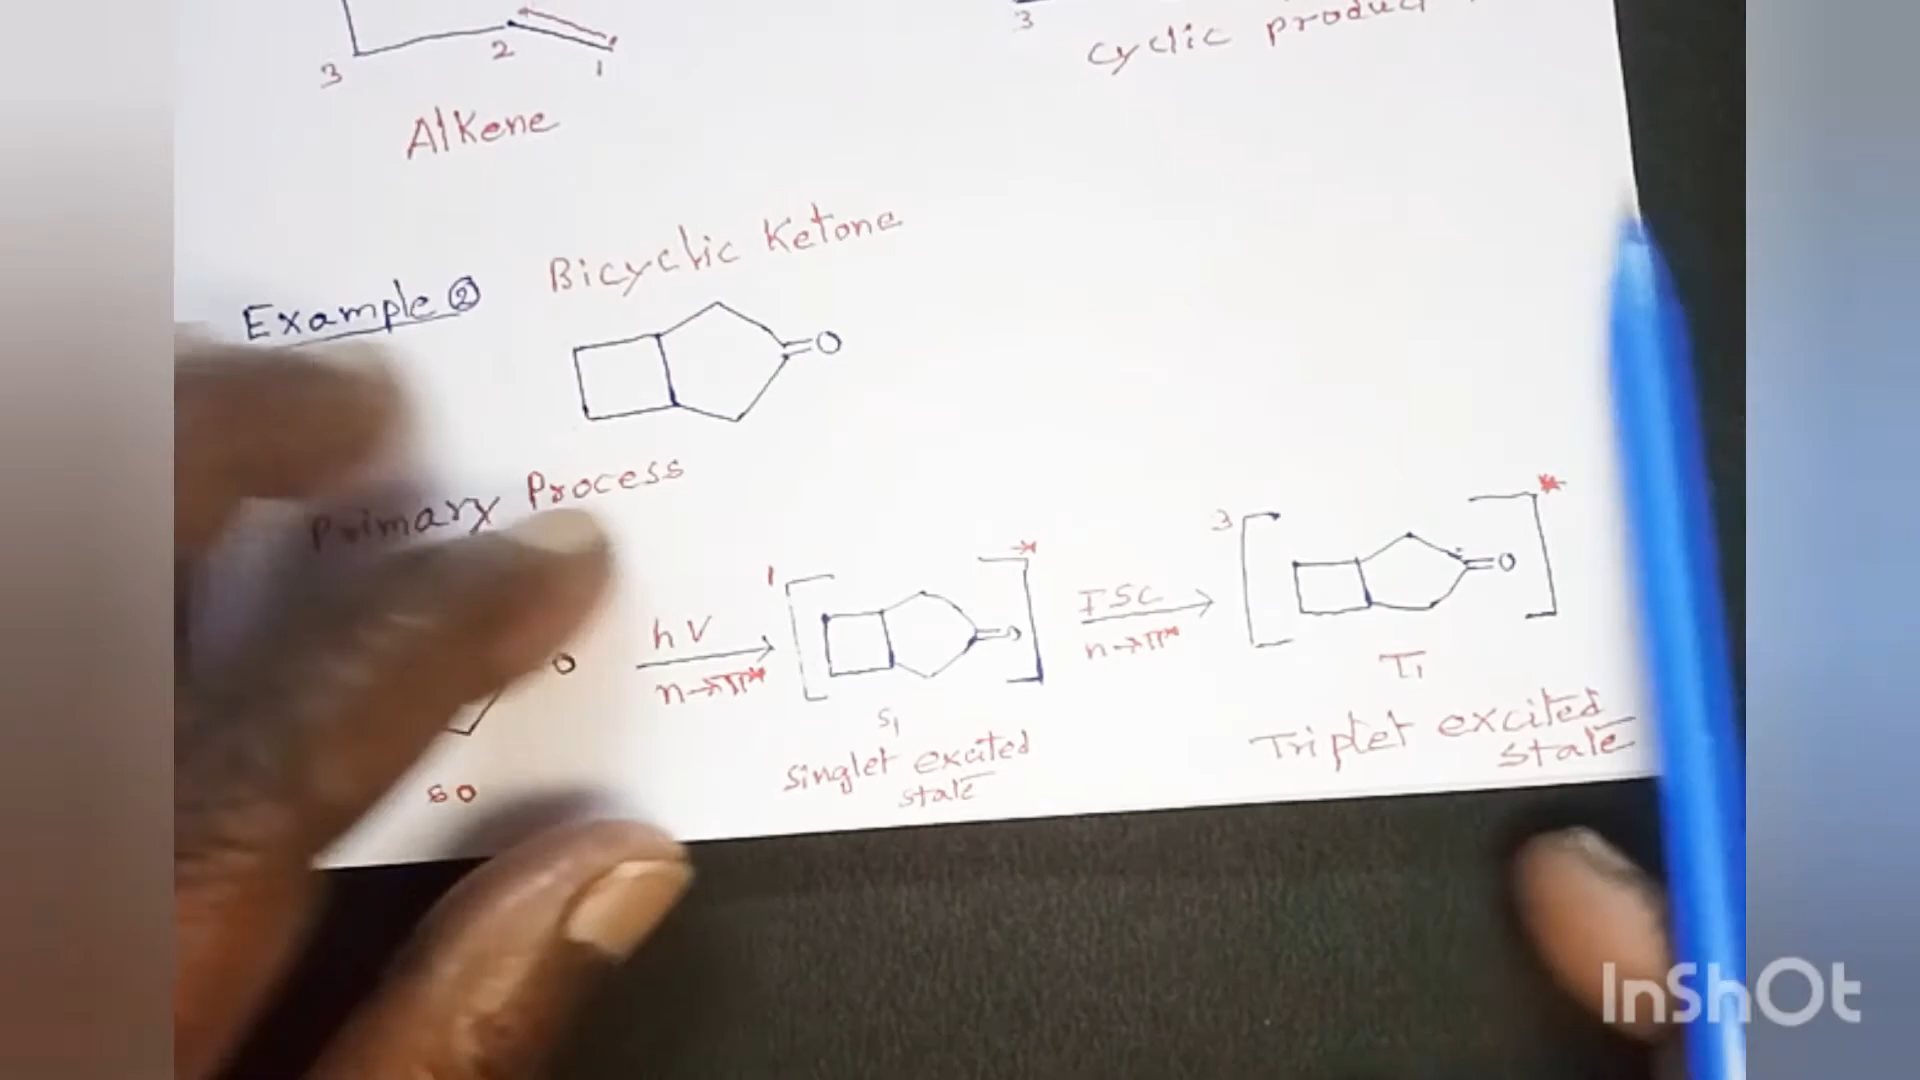 3 2 1
3
Cyclic product
Alkene
Bicyclic Ketone
Example ②
=O
Primary Process
hν
n→π*
O
S0
1 [ =O ] *
S1
Singlet excited
state
ISC
n→π*
3 [ =O ] *
T1
Triplet excited
state
InShOt